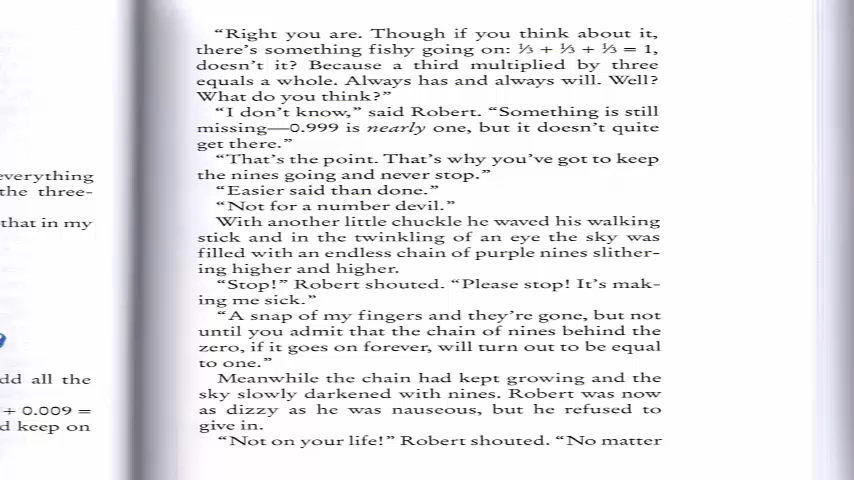 everything
the three-
that in my
dd all the
+ 0.009 =
d keep on
“Right you are. Though if you think about it,
there’s something fishy going on: ⅓ + ⅓ + ⅓ = 1,
doesn’t it? Because a third multiplied by three
equals a whole. Always has and always will. Well?
What do you think?”
“I don’t know,” said Robert. “Something is still
missing—0.999 is nearly one, but it doesn’t quite
get there.”
“That’s the point. That’s why you’ve got to keep
the nines going and never stop.”
“Easier said than done.”
“Not for a number devil.”
With another little chuckle he waved his walking
stick and in the twinkling of an eye the sky was
filled with an endless chain of purple nines slither-
ing higher and higher.
“Stop!” Robert shouted. “Please stop! It’s mak-
ing me sick.”
“A snap of my fingers and they’re gone, but not
until you admit that the chain of nines behind the
zero, if it goes on forever, will turn out to be equal
to one.”
Meanwhile the chain had kept growing and the
sky slowly darkened with nines. Robert was now
as dizzy as he was nauseous, but he refused to
give in.
“Not on your life!” Robert shouted. “No matter